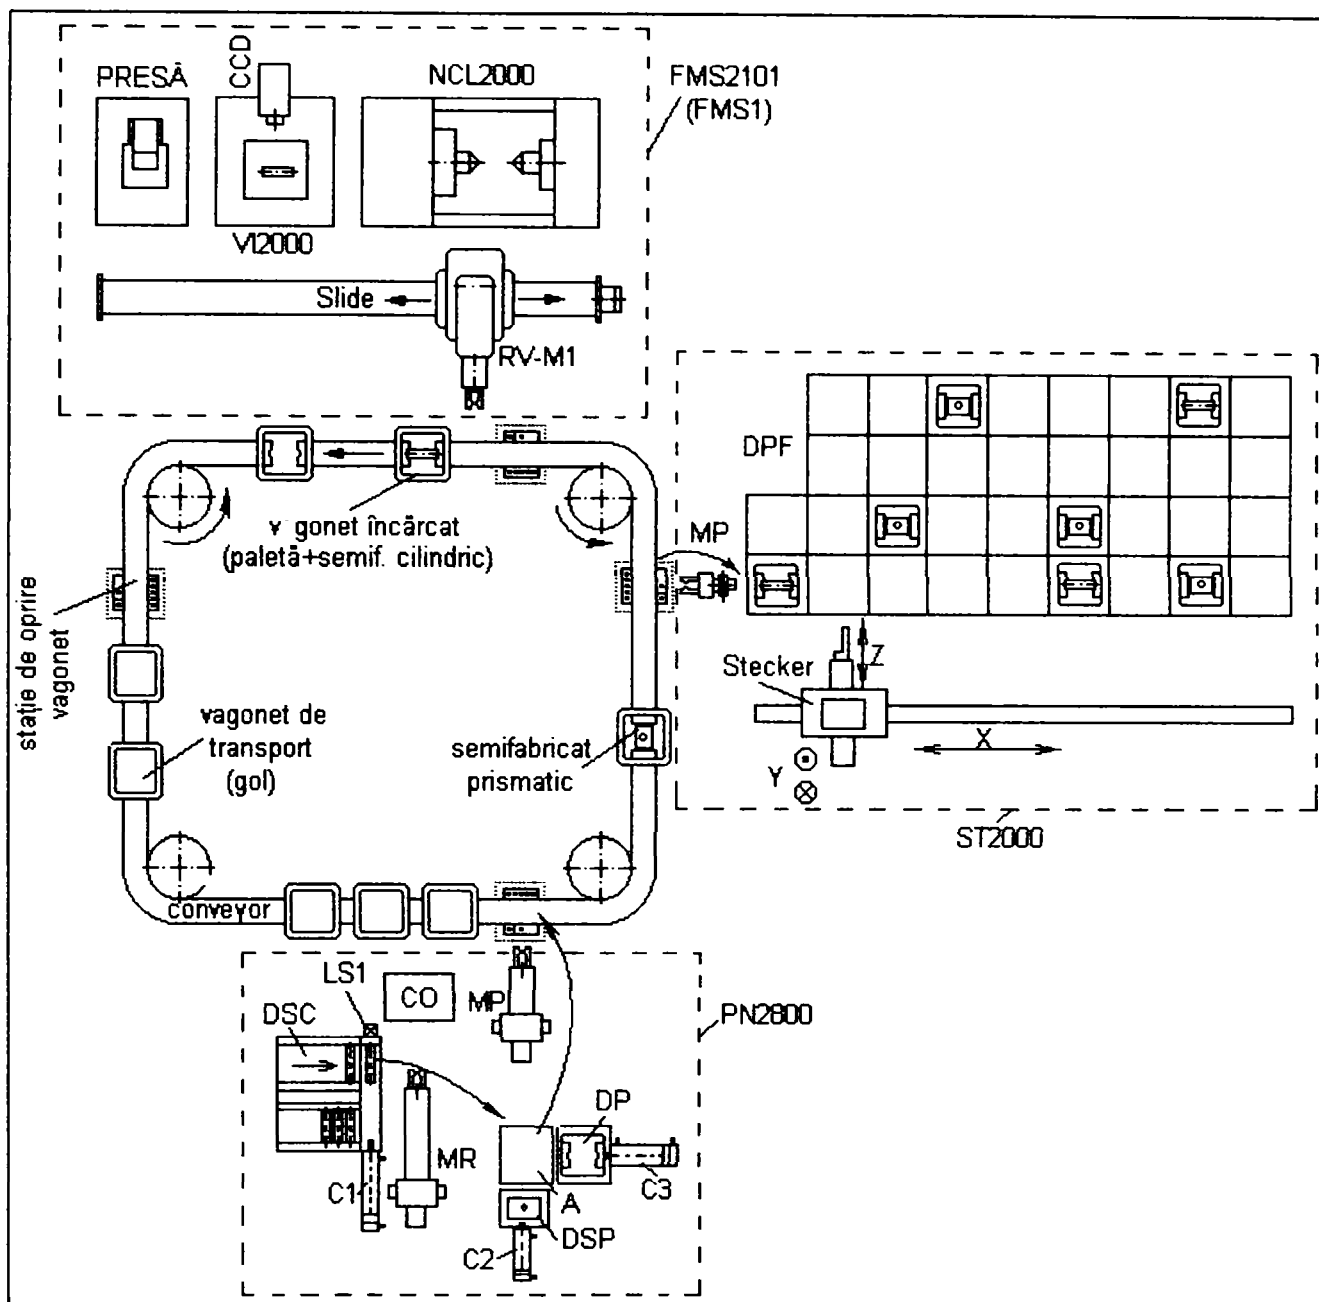 PRESĂ
CCD
NCL2000
FMS2101
(FMS1)
VI2000
Slide
RV-M1
DPF
MP
v gonet încărcat
(paletă+semif. cilindric)
stație de oprire
vagonet
Stecker
Z
X
Y
vagonet de
transport
(gol)
semifabricat
prismatic
ST2000
conveyor
LS1
CO
MP
DSC
PN2800
DP
MR
C1
A
C3
DSP
C2